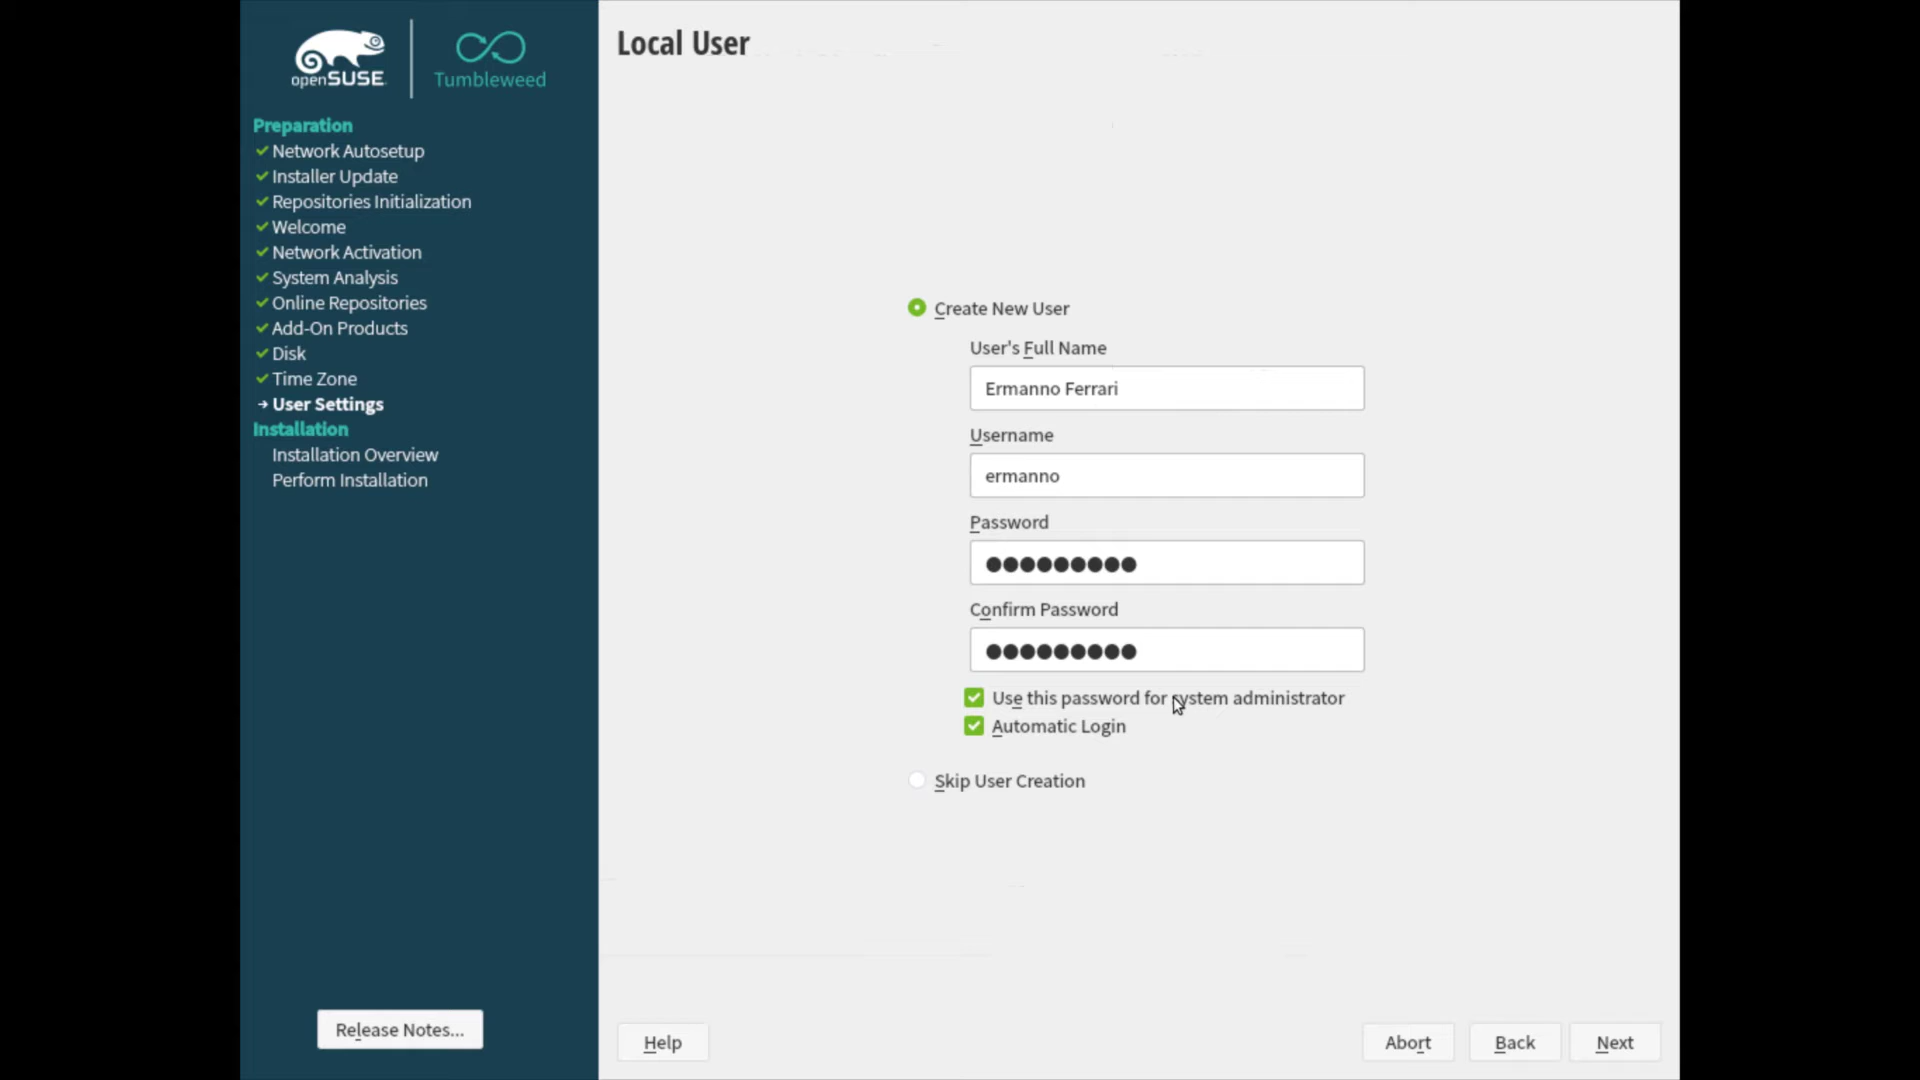 openSUSE
Tumbleweed
Preparation
Network Autosetup
Installer Update
Repositories Initialization
Welcome
Network Activation
System Analysis
Online Repositories
Add-On Products
Disk
Time Zone
User Settings
Installation
Installation Overview
Perform Installation
Release Notes...
Local User
Create New User
User's Full Name
Ermanno Ferrari
Username
ermanno
Password
●●●●●●●●●
Confirm Password
●●●●●●●●●
Use this password for system administrator
Automatic Login
Skip User Creation
Help
Abort
Back
Next